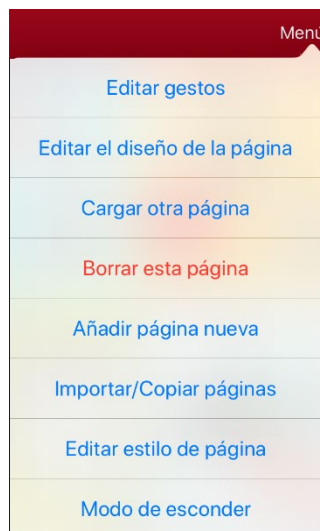 Menú
Editar gestos
Editar el diseño de la página
Cargar otra página
Borrar esta página
Añadir página nueva
Importar/Copiar páginas
Editar estilo de página
Modo de esconder